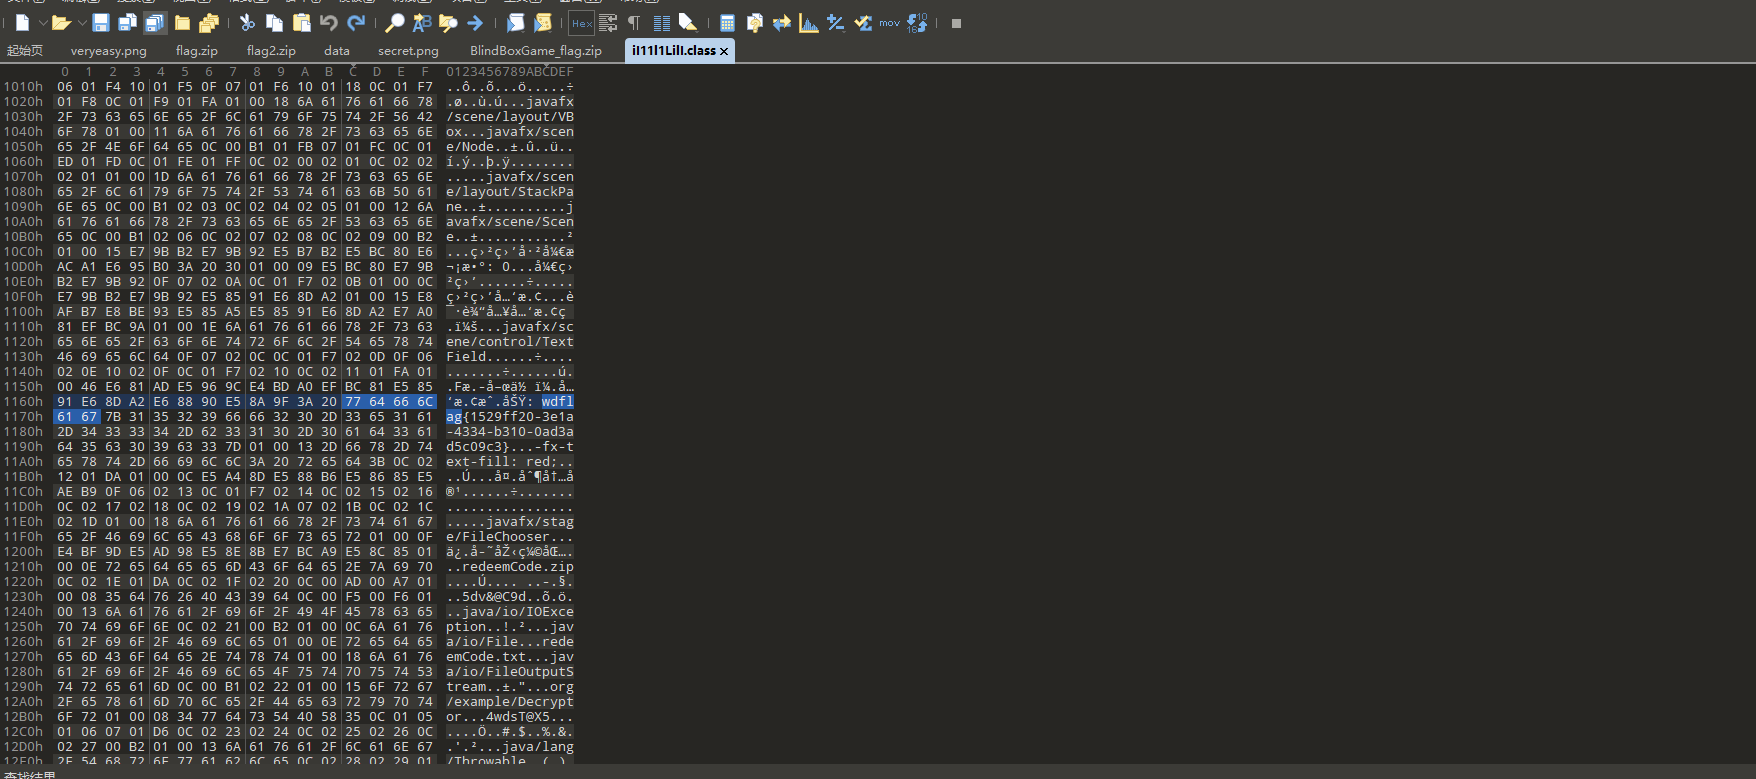 起始页 veryeasy.png flag.zip flag2.zip data secret.png BlindBoxGame_flag.zip iI11l1LilI.class ×
0 1 2 3 4 5 6 7 8 9 A B C D E F 0123456789ABCDEF
1010h 06 01 F4 10 01 F5 0F 07 01 F6 10 01 18 0C 01 F7 ..ô..õ...ö.....÷
1020h 01 F8 0C 01 F9 01 FA 01 00 18 6A 61 76 61 66 78 .ø..ù.ú...javafx
1030h 2F 73 63 65 6E 65 2F 6C 61 79 6F 75 74 2F 56 42 /scene/layout/VB
1040h 6F 78 01 00 11 6A 61 76 61 66 78 2F 73 63 65 6E ox...javafx/scen
1050h 65 2F 4E 6F 64 65 0C 00 B1 01 FB 07 01 FC 0C 01 e/Node..±.û..ü..
1060h ED 01 FD 0C 01 FE 01 FF 0C 02 00 02 01 0C 02 02 í.ý..þ.ÿ........
1070h 02 01 01 00 1D 6A 61 76 61 66 78 2F 73 63 65 6E .....javafx/scen
1080h 65 2F 6C 61 79 6F 75 74 2F 53 74 61 63 6B 50 61 e/layout/StackPa
1090h 6E 65 0C 00 B1 02 03 0C 02 04 02 05 01 00 12 6A ne..±..........j
10A0h 61 76 61 66 78 2F 73 63 65 6E 65 2F 53 63 65 6E avafx/scene/Scen
10B0h 65 0C 00 B1 02 06 0C 02 07 02 08 0C 02 09 00 B2 e..±...........²
10C0h 01 00 15 E7 9B B2 E7 9B 92 E5 B7 B2 E5 BC 80 E6 ...ç›²ç›’å·²å¼€æ
10D0h AC A1 E6 95 B0 3A 20 30 01 00 09 E5 BC 80 E7 9B ¬¡æ•°: 0...å¼€ç›
10E0h B2 E7 9B 92 0F 07 02 0A 0C 01 F7 02 0B 01 00 0C ²ç›’......÷.....
10F0h E7 9B B2 E7 9B 92 E5 85 91 E6 8D A2 01 00 15 E8 ç›²ç›’å…‘æ.¢...è
1100h AF B7 E8 BE 93 E5 85 A5 E5 85 91 E6 8D A2 E7 A0 ¯·è¾“å…¥å…‘æ.¢ç
1110h 81 EF BC 9A 01 00 1E 6A 61 76 61 66 78 2F 73 63 .ï¼š...javafx/sc
1120h 65 6E 65 2F 63 6F 6E 74 72 6F 6C 2F 54 65 78 74 ene/control/Text
1130h 46 69 65 6C 64 0F 07 02 0C 0C 01 F7 02 0D 0F 06 Field......÷....
1140h 02 0E 10 02 0F 0C 01 F7 02 10 0C 02 11 01 FA 01 .......÷......ú.
1150h 00 46 E6 81 AD E5 96 9C E4 BD A0 EF BC 81 E5 85 .Fæ.-å–œä½ ï¼.å…
1160h 91 E6 8D A2 E6 88 90 E5 8A 9F 3A 20 77 64 66 6C ‘æ.¢æˆ.åŠŸ: wdfl
1170h 61 67 7B 31 35 32 39 66 66 32 30 2D 33 65 31 61 ag{1529ff20-3e1a
1180h 2D 34 33 33 34 2D 62 33 31 30 2D 30 61 64 33 61 -4334-b310-0ad3a
1190h 64 35 63 30 39 63 33 7D 01 00 13 2D 66 78 2D 74 d5c09c3}...-fx-t
11A0h 65 78 74 2D 66 69 6C 6C 3A 20 72 65 64 3B 0C 02 ext-fill: red;..
11B0h 12 01 DA 01 00 0C E5 A4 8D E5 88 B6 E5 86 85 E5 ..Ú...å¤.åˆ¶å†…å
11C0h AE B9 0F 06 02 13 0C 01 F7 02 14 0C 02 15 02 16 ®¹......÷.......
11D0h 0C 02 17 02 18 0C 02 19 02 1A 07 02 1B 0C 02 1C ................
11E0h 02 1D 01 00 18 6A 61 76 61 66 78 2F 73 74 61 67 .....javafx/stag
11F0h 65 2F 46 69 6C 65 43 68 6F 6F 73 65 72 01 00 0F e/FileChooser...
1200h E4 BF 9D E5 AD 98 E5 8E 8B E7 BC A9 E5 8C 85 01 ä¿.å-˜åŽ‹ç¼©åŒ….
1210h 00 0E 72 65 64 65 65 6D 43 6F 64 65 2E 7A 69 70 ..redeemCode.zip
1220h 0C 02 1E 01 DA 0C 02 1F 02 20 0C 00 AD 00 A7 01 ....Ú.... ..-.§.
1230h 00 08 35 64 76 26 40 43 39 64 0C 00 F5 00 F6 01 ..5dv&@C9d..õ.ö.
1240h 00 13 6A 61 76 61 2F 69 6F 2F 49 4F 45 78 63 65 ..java/io/IOExce
1250h 70 74 69 6F 6E 0C 02 21 00 B2 01 00 0C 6A 61 76 ption..!.²...jav
1260h 61 2F 69 6F 2F 46 69 6C 65 01 00 0E 72 65 64 65 a/io/File...rede
1270h 65 6D 43 6F 64 65 2E 74 78 74 01 00 18 6A 61 76 emCode.txt...jav
1280h 61 2F 69 6F 2F 46 69 6C 65 4F 75 74 70 75 74 53 a/io/FileOutputS
1290h 74 72 65 61 6D 0C 00 B1 02 22 01 00 15 6F 72 67 tream..±."...org
12A0h 2F 65 78 61 6D 70 6C 65 2F 44 65 63 72 79 70 74 /example/Decrypt
12B0h 6F 72 01 00 08 34 77 64 73 54 40 58 35 0C 01 05 or...4wdsT@X5...
12C0h 01 06 07 01 D6 0C 02 23 02 24 0C 02 25 02 26 0C ....Ö..#.$..%.&.
12D0h 02 27 00 B2 01 00 13 6A 61 76 61 2F 6C 61 6E 67 .'.²...java/lang
12E0h 2F 54 68 72 6F 77 61 62 6C 65 0C 02 28 02 29 01 /Throwable..(.).